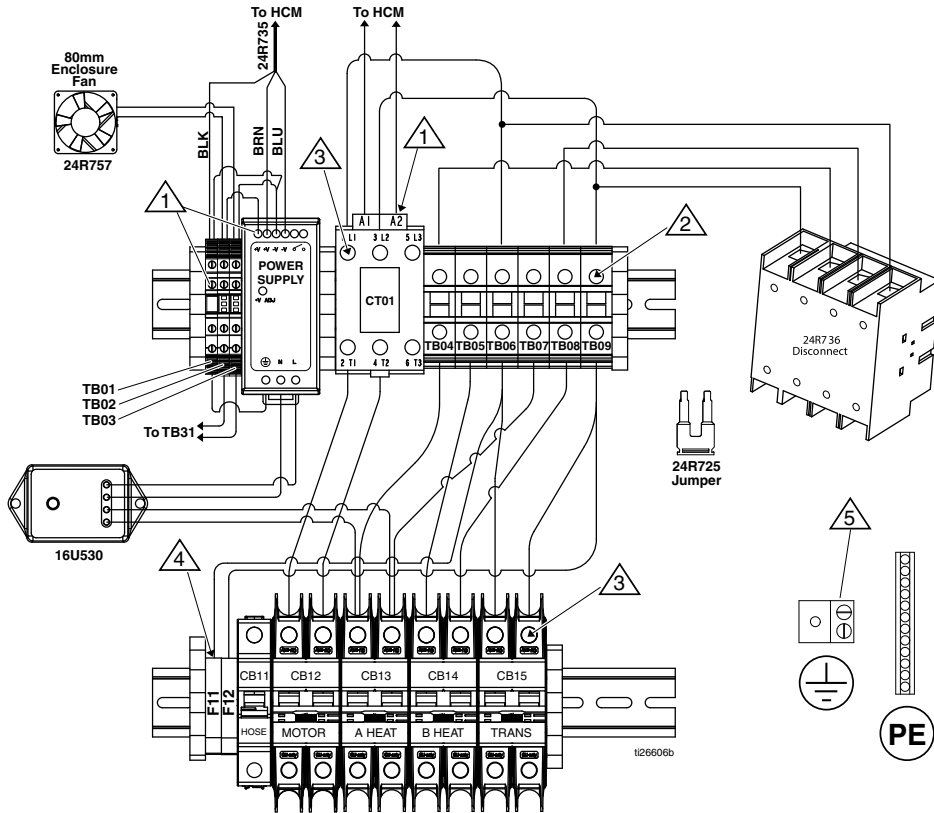 To HCM
To HCM
24R735
80mm
Enclosure
Fan
24R757
BLK
BRN
BLU
1
3
1
2
A1
A2
L1
3 L2
5 L3
+V
+V
-V
-V
POWER
SUPPLY
+V ADJ
N
L
CT01
2 T1
4 T2
6 T3
TB04
TB05
TB06
TB07
TB08
TB09
24R736
Disconnect
TB01
TB02
TB03
To TB31
24R725
Jumper
16U530
4
3
5
F11
F12
CB11
CB12
CB13
CB14
CB15
HOSE
MOTOR
A HEAT
B HEAT
TRANS
ti26606b
PE